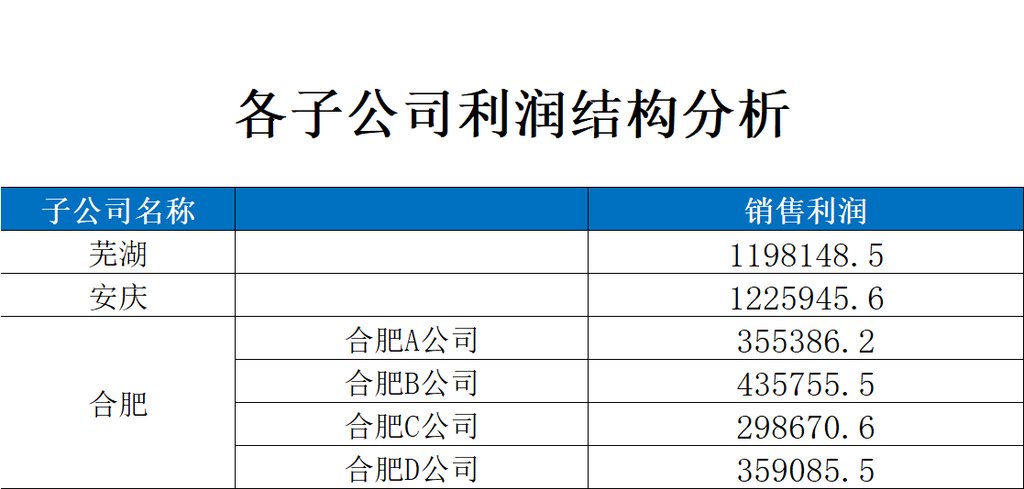 各子公司利润结构分析
子公司名称 销售利润
芜湖 1198148.5
安庆 1225945.6
合肥
合肥A公司 355386.2
合肥B公司 435755.5
合肥C公司 298670.6
合肥D公司 359085.5